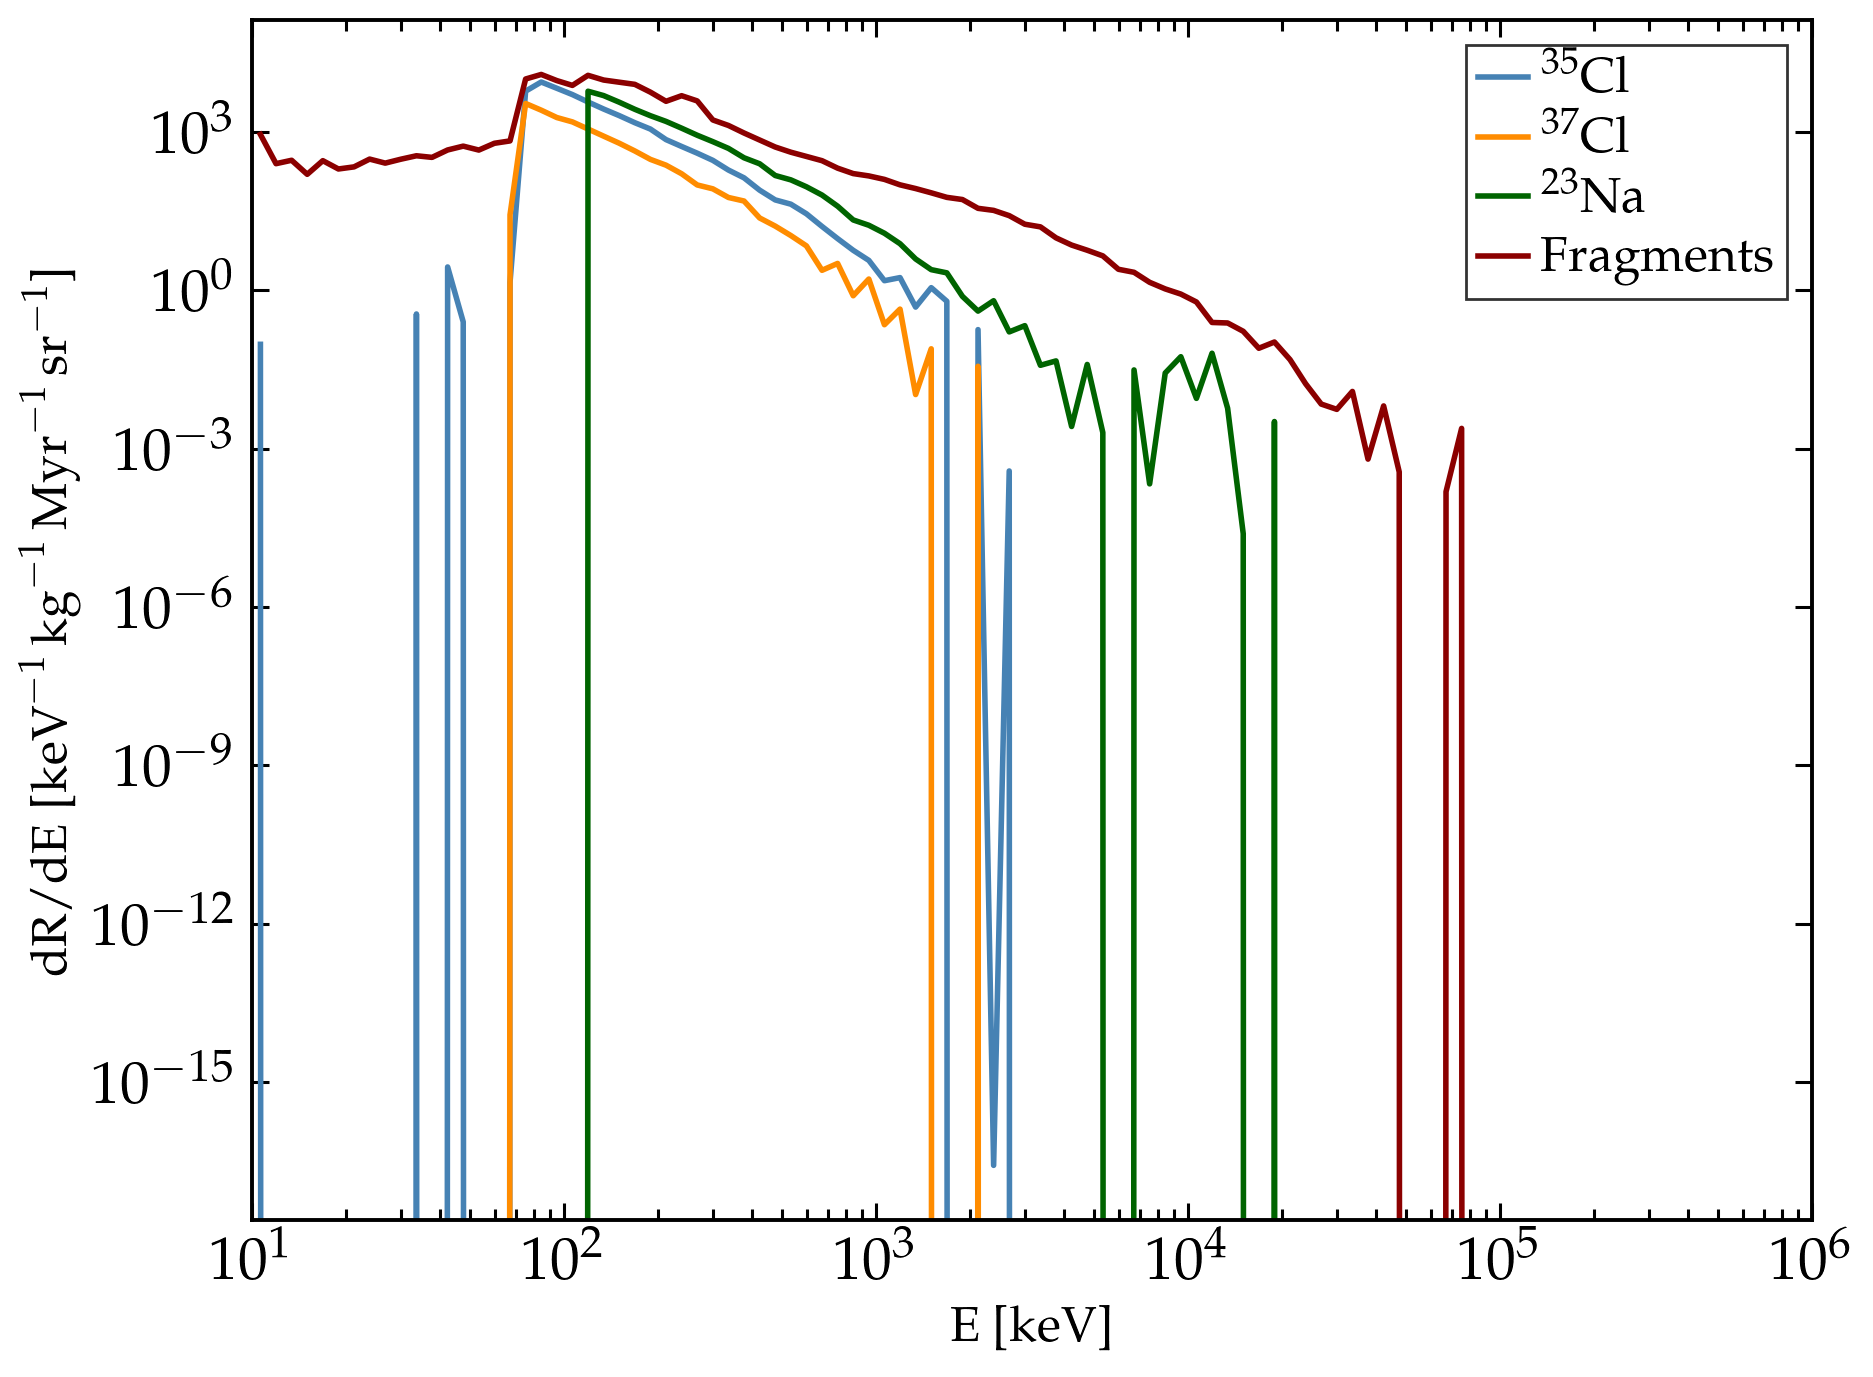 ³⁵Cl
³⁷Cl
²³Na
Fragments
10³
10⁰
10⁻³
10⁻⁶
10⁻⁹
10⁻¹²
10⁻¹⁵
dR/dE [keV⁻¹ kg⁻¹ Myr⁻¹ sr⁻¹]
10¹ 10² 10³ 10⁴ 10⁵ 10⁶
E [keV]